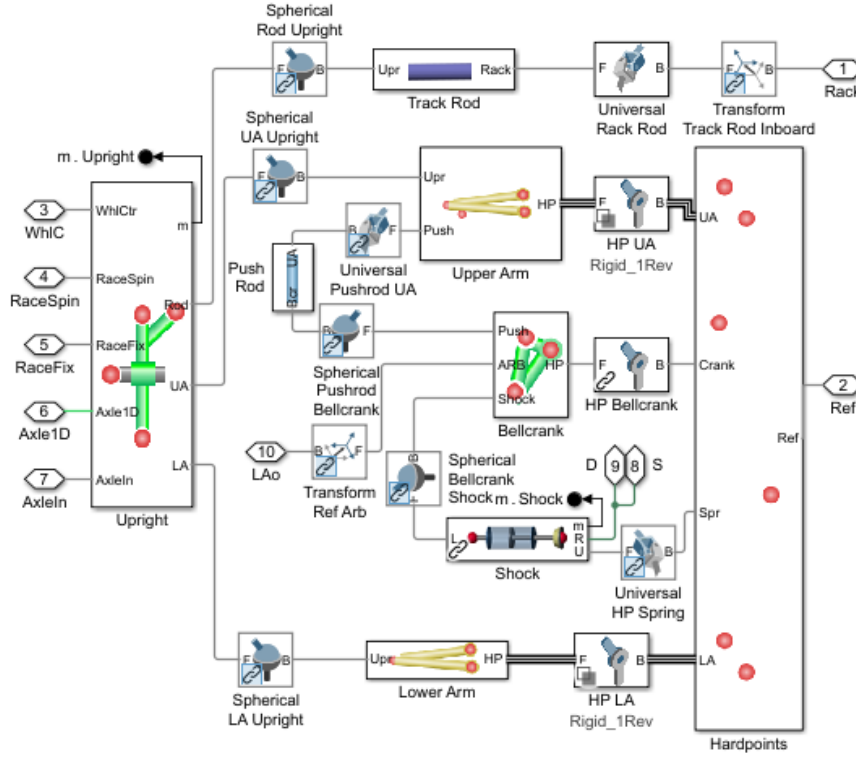 Spherical
Rod Upright
F
B
Upr
Rack
Track Rod
F
B
Universal
Rack Rod
F
B
Transform
Track Rod Inboard
1
Rack
Spherical
UA Upright
F
B
m . Upright
3
WhlC
WhlCtr
m
4
RaceSpin
RaceSpin
Rod
5
RaceFix
RaceFix
UA
6
Axle1D
Axle1D
LA
7
AxleIn
AxleIn
Upright
Upr
HP
Push
Upper Arm
F
B
HP UA
Rigid_1Rev
UA
B
F
Universal
Pushrod UA
Push
Rod
UA
Bcr
B
F
Spherical
Pushrod
Bellcrank
Push
ARB
HP
Shock
Bellcrank
F
B
HP Bellcrank
Crank
2
Ref
Ref
10
LAo
B
F
Transform
Ref Arb
B
F
Spherical
Bellcrank
Shock
m . Shock
D
9
8
S
L
m
R
U
Shock
F
B
Universal
HP Spring
Spr
F
B
Spherical
LA Upright
Upr
HP
Lower Arm
F
B
HP LA
Rigid_1Rev
LA
Hardpoints